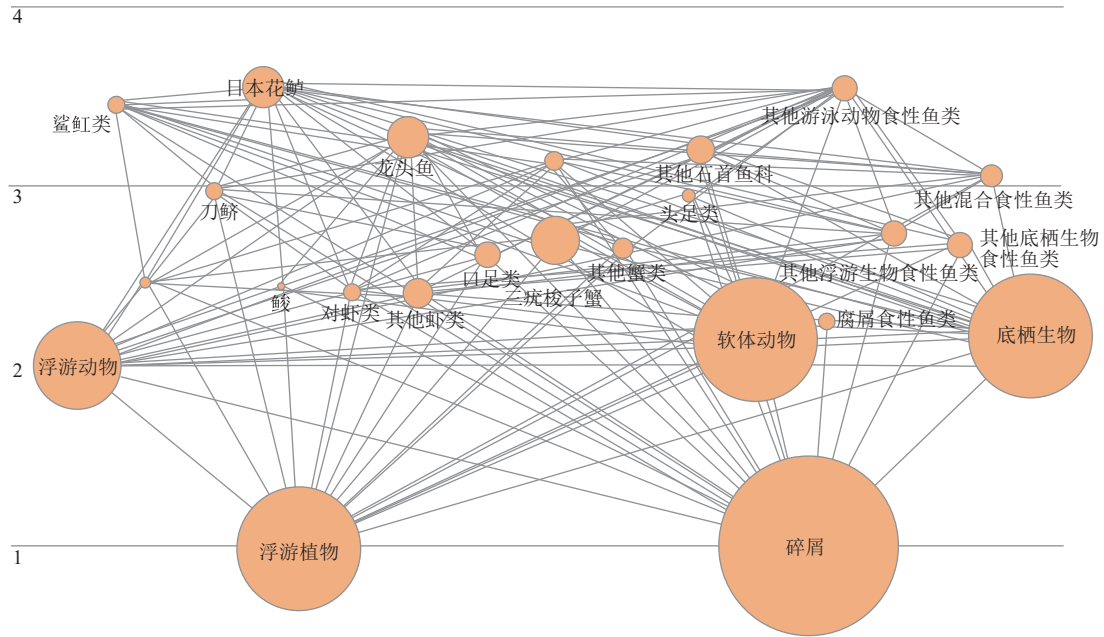 4
日本花鲈
其他游泳动物食性鱼类
鲨魟类
龙头鱼
其他石首鱼科
3
刀鲚
头足类
其他混合食性鱼类
其他底栖生物
食性鱼类
口足类
其他蟹类
其他浮游生物食性鱼类
三疣梭子蟹
鮻
对虾类
其他虾类
腐屑食性鱼类
软体动物
底栖生物
浮游动物
2
浮游植物
碎屑
1